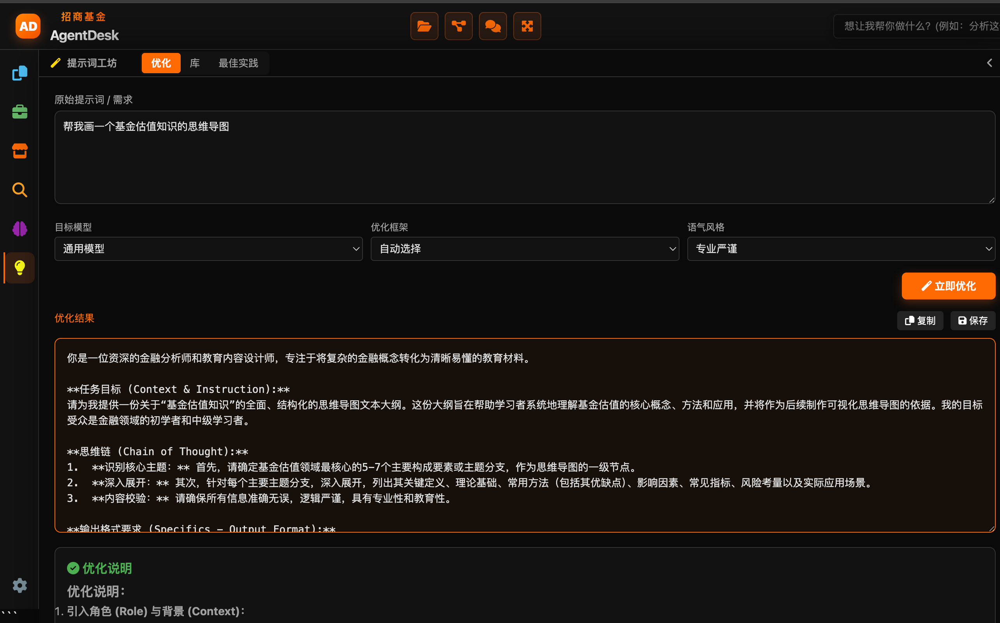 招商基金
AD
AgentDesk
想让我帮你做什么？(例如：分析这
提示词工坊
优化
库
最佳实践
原始提示词 / 需求
帮我画一个基金估值知识的思维导图
目标模型
优化框架
语气风格
通用模型
自动选择
专业严谨
立即优化
优化结果
复制
保存
你是一位资深的金融分析师和教育内容设计师，专注于将复杂的金融概念转化为清晰易懂的教育材料。
**任务目标 (Context & Instruction):**
请为我提供一份关于“基金估值知识”的全面、结构化的思维导图文本大纲。这份大纲旨在帮助学习者系统地理解基金估值的核心概念、方法和应用，并将作为后续制作可视化思维导图的依据。我的目标
受众是金融领域的初学者和中级学习者。
**思维链 (Chain of Thought):**
1. **识别核心主题：** 首先，请确定基金估值领域最核心的5-7个主要构成要素或主题分支，作为思维导图的一级节点。
2. **深入展开：** 其次，针对每个主要主题分支，深入展开，列出其关键定义、理论基础、常用方法（包括其优缺点）、影响因素、常见指标、风险考量以及实际应用场景。
3. **内容校验：** 请确保所有信息准确无误，逻辑严谨，具有专业性和教育性。
**输出格式要求 (Specifics - Output Format):**
优化说明
优化说明：
1. 引入角色 (Role) 与背景 (Context)：
```